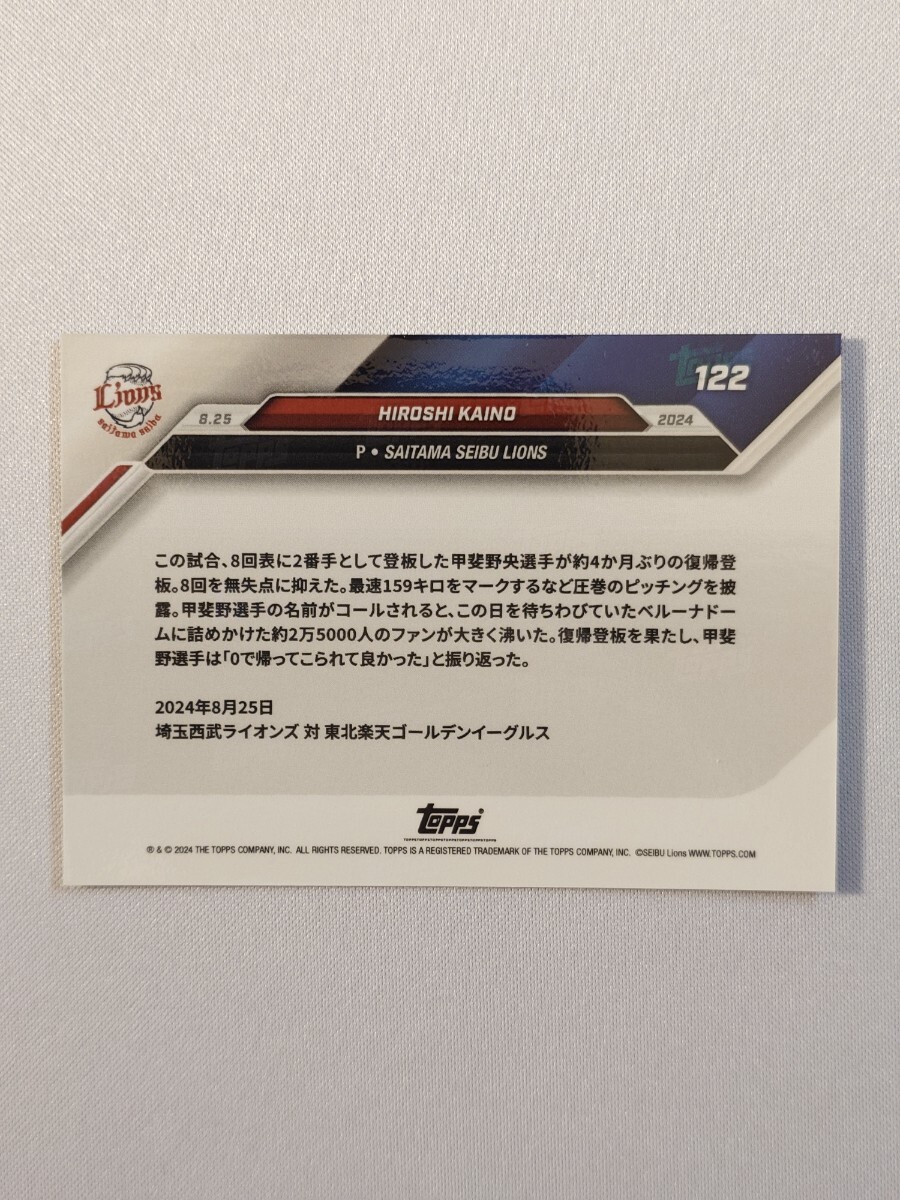 Lions
saitama seibu
8.25
HIROSHI KAINO
2024
122
P • SAITAMA SEIBU LIONS
この試合、8回表に2番手として登板した甲斐野央選手が約4か月ぶりの復帰登
板。8回を無失点に抑えた。最速159キロをマークするなど圧巻のピッチングを披
露。甲斐野選手の名前がコールされると、この日を待ちわびていたベルーナドー
ムに詰めかけた約2万5000人のファンが大きく沸いた。復帰登板を果たし、甲斐
野選手は「0で帰ってこられて良かった」と振り返った。
2024年8月25日
埼玉西武ライオンズ 対 東北楽天ゴールデンイーグルス
Topps®
® & © 2024 THE TOPPS COMPANY, INC. ALL RIGHTS RESERVED. TOPPS IS A REGISTERED TRADEMARK OF THE TOPPS COMPANY, INC. ©SEIBU Lions WWW.TOPPS.COM